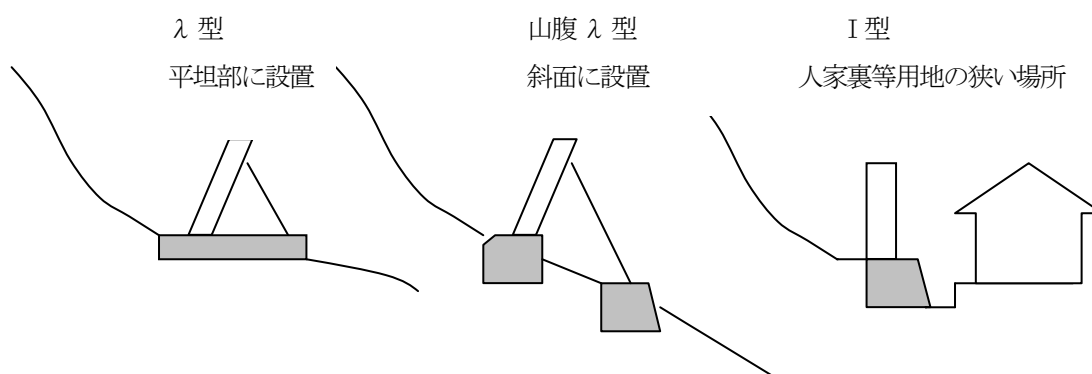 λ 型
平坦部に設置
山腹 λ 型
斜面に設置
I 型
人家裏等用地の狭い場所